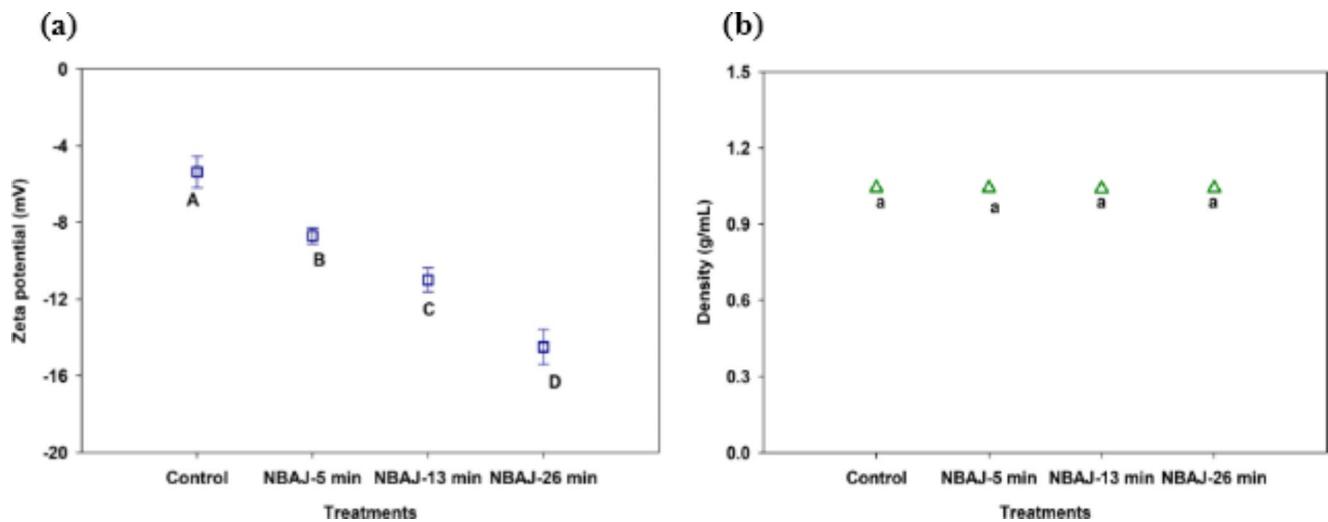 (a)
0
-4
-8
-12
-16
-20
Zeta potential (mV)
A
B
C
D
Control NBAJ-5 min NBAJ-13 min NBAJ-26 min
Treatments
(b)
1.5
1.2
0.9
0.6
0.3
0.0
Density (g/mL)
a
a
a
a
Control NBAJ-5 min NBAJ-13 min NBAJ-26 min
Treatments